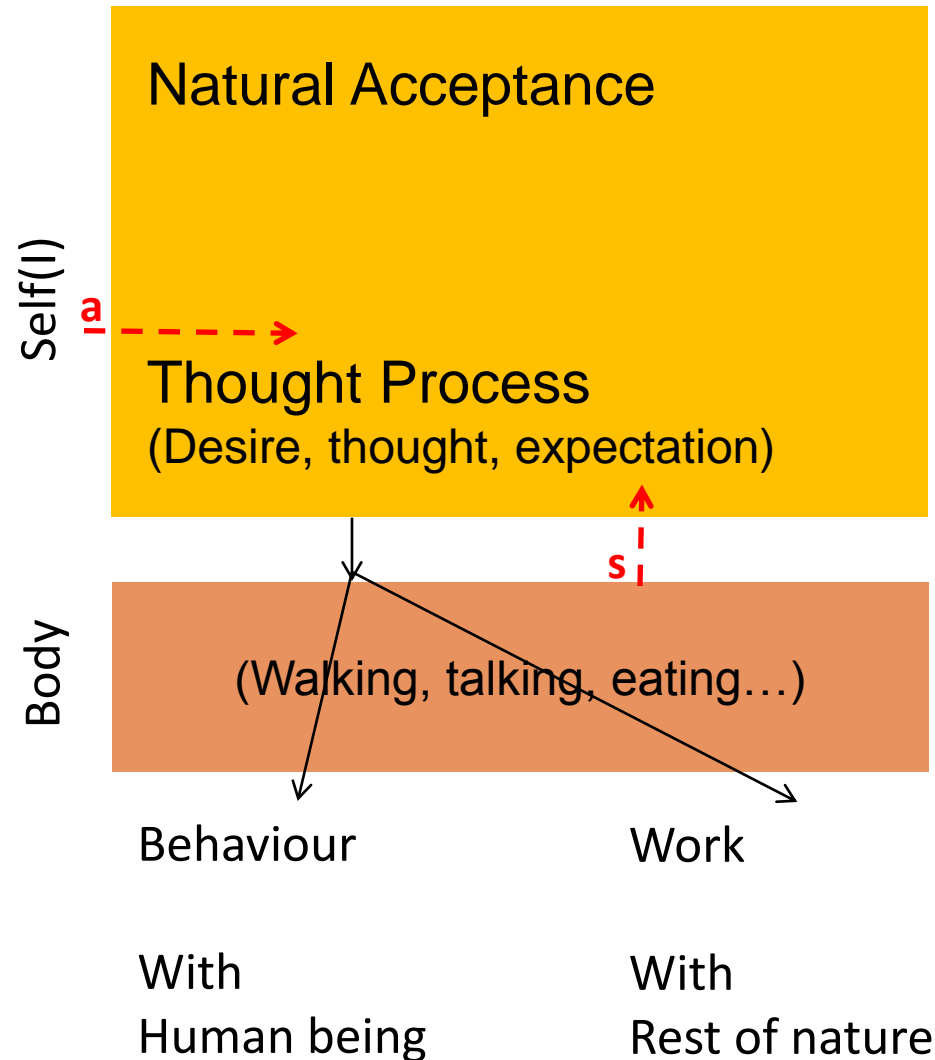 Natural Acceptance
Self(I)
a
Thought Process
(Desire, thought, expectation)
s
Body
(Walking, talking, eating…)
Behaviour
Work
With
Human being
With
Rest of nature